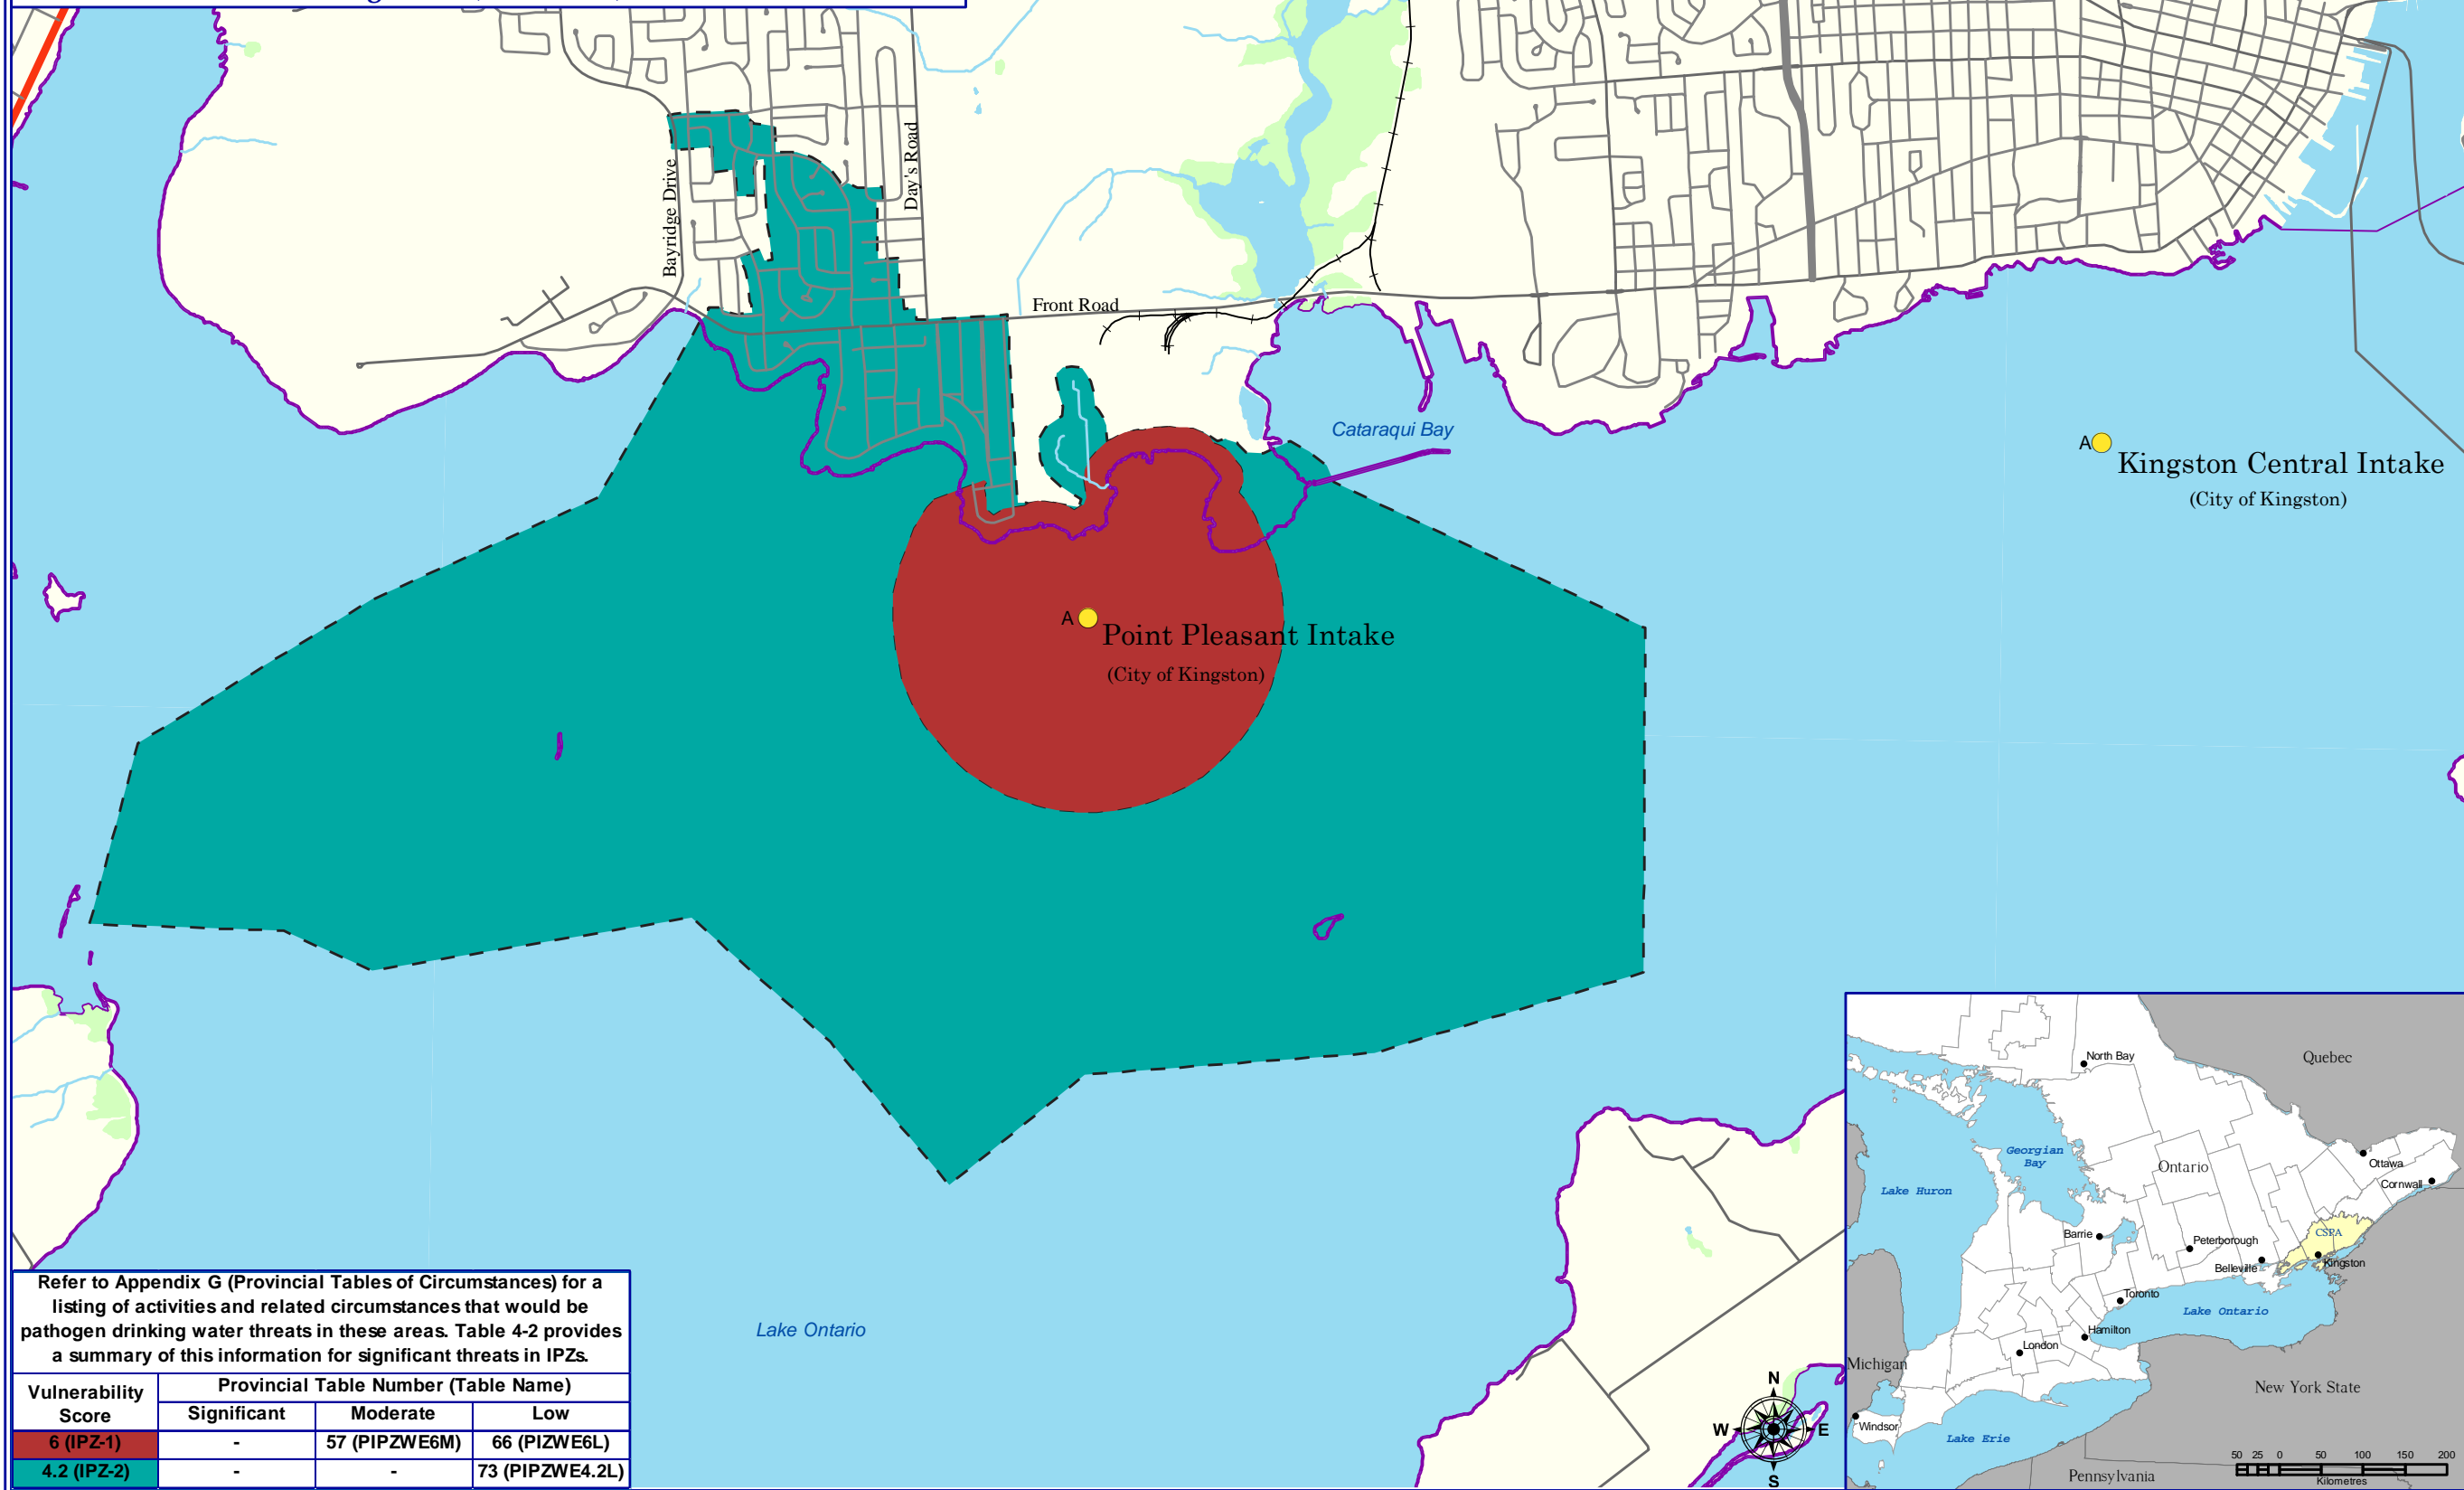 Bayridge Drive
Day's Road
Front Road
Cataraqui Bay
A
Kingston Central Intake
(City of Kingston)
A
Point Pleasant Intake
(City of Kingston)
Lake Ontario
Refer to Appendix G (Provincial Tables of Circumstances) for a
listing of activities and related circumstances that would be
pathogen drinking water threats in these areas. Table 4-2 provides
a summary of this information for significant threats in IPZs.
Vulnerability Score
Provincial Table Number (Table Name)
Significant Moderate Low
6 (IPZ-1) - 57 (PIPZWE6M) 66 (PIZWE6L)
4.2 (IPZ-2) - - 73 (PIPZWE4.2L)
N
W E
S
North Bay
Quebec
Georgian
Bay
Ontario
Lake Huron
Ottawa
Cornwall
CSPA
Barrie
Peterborough
Belleville
Kingston
Toronto
Lake Ontario
Hamilton
London
Michigan
New York State
Windsor
Lake Erie
Pennsylvania
50 25 0 50 100 150 200
Kilometres